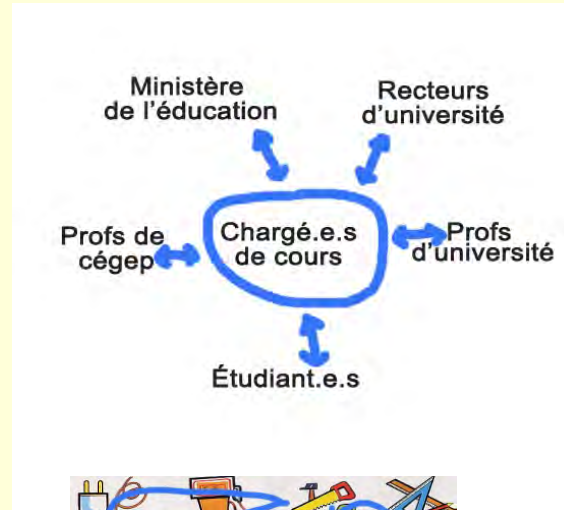 Ministère
de l'éducation
Recteurs
d'université
Profs de
cégep
Chargé.e.s
de cours
Profs
d'université
Étudiant.e.s